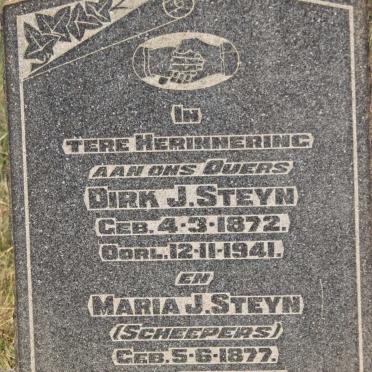 In
tere Herinnering
aan ons Ouers
Dirk J. Steyn
Geb. 4-3-1872.
Oorl. 12-11-1941.
en
Maria J. Steyn
(Scheepers)
Geb. 5-6-1877.